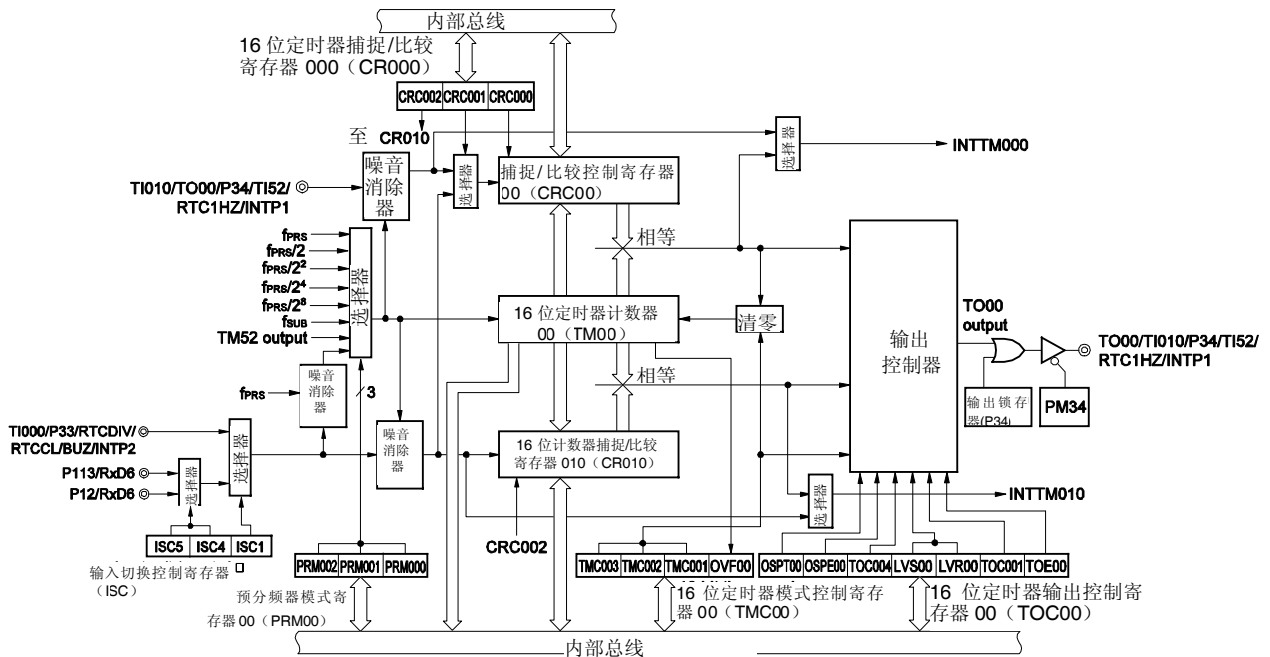 内部总线
16 位定时器捕捉/比较
寄存器 000（CR000）
CRC002 CRC001 CRC000
至 CR010
噪音
消除
器
选择器
捕捉/比较控制寄存器
00（CRC00）
选择器
INTTM000
TI010/TO00/P34/TI52/
RTC1HZ/INTP1
fPRS
fPRS/2
fPRS/2²
fPRS/2⁴
fPRS/2⁸
fSUB
TM52 output
选择器
相等
16 位定时器计数器
00（TM00）
清零
输出
控制器
TO00
output
TO00/TI010/P34/TI52/
RTC1HZ/INTP1
fPRS
噪音
消除
器
3
相等
输出锁存
器(P34)
PM34
TI000/P33/RTCDIV/
RTCCL/BUZ/INTP2
选择器
噪音
消除
器
16 位计数器捕捉/比较
寄存器 010（CR010）
P113/RxD6
P12/RxD6
选择器
选择器
INTTM010
CRC002
ISC5 ISC4 ISC1
输入切换控制寄存器
（ISC）
PRM002 PRM001 PRM000
预分频器模式寄
存器00（PRM00）
TMC003 TMC002 TMC001 OVF00
16 位定时器模式控制寄存
器 00（TMC00）
OSPT00 OSPE00 TOC004 LVS00 LVR00 TOC001 TOE00
16 位定时器输出控制寄
存器 00（TOC00）
内部总线